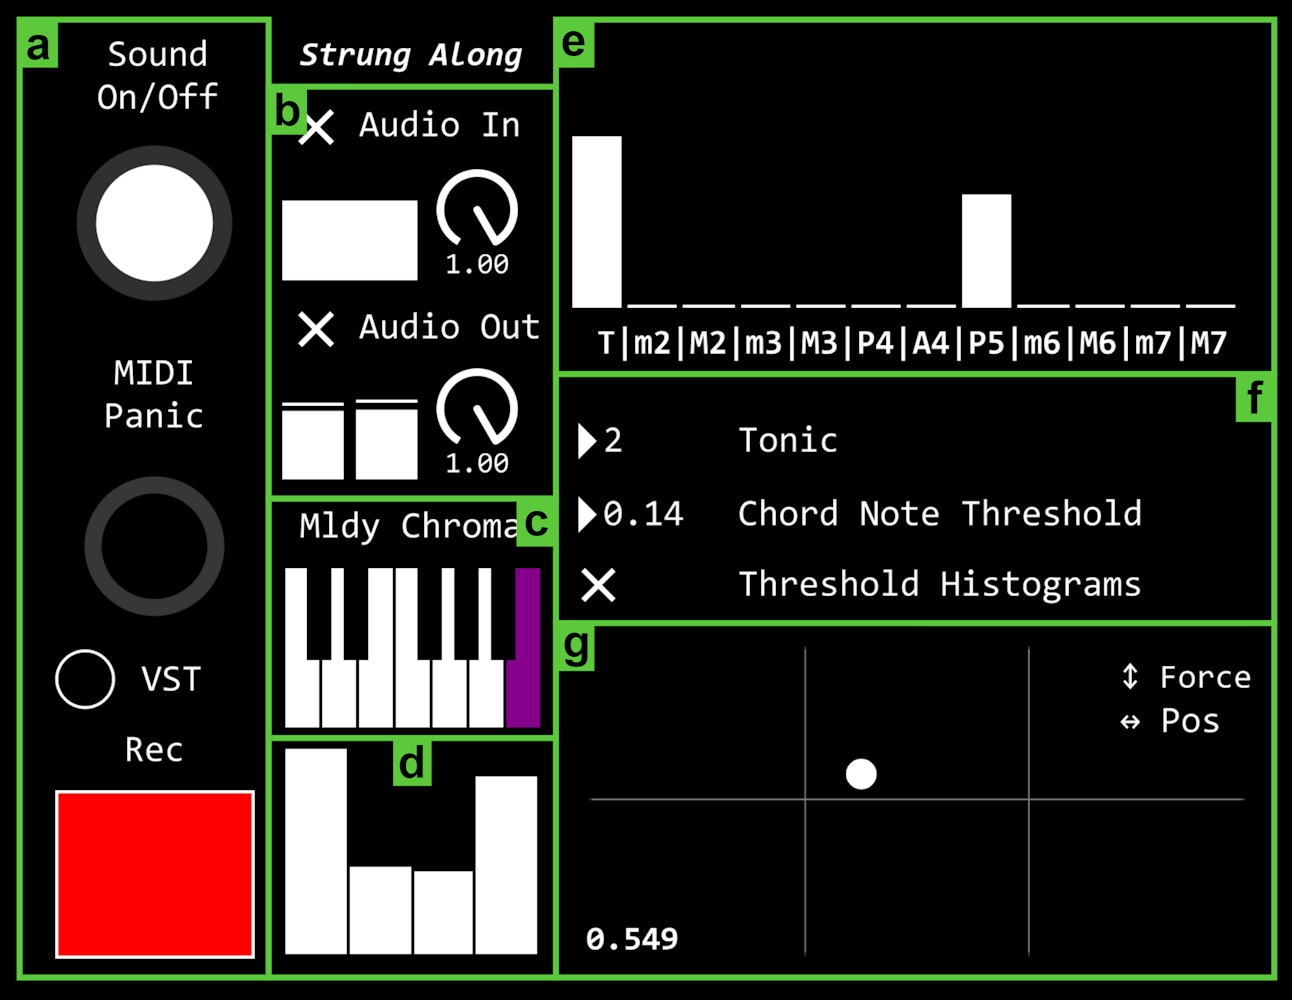 a
Sound
On/Off
MIDI
Panic
VST
Rec
Strung Along
b
Audio In
1.00
Audio Out
1.00
c
Mldy Chroma
d
e
T|m2|M2|m3|M3|P4|A4|P5|m6|M6|m7|M7
f
2 Tonic
0.14 Chord Note Threshold
Threshold Histograms
g
↕ Force
↔ Pos
0.549